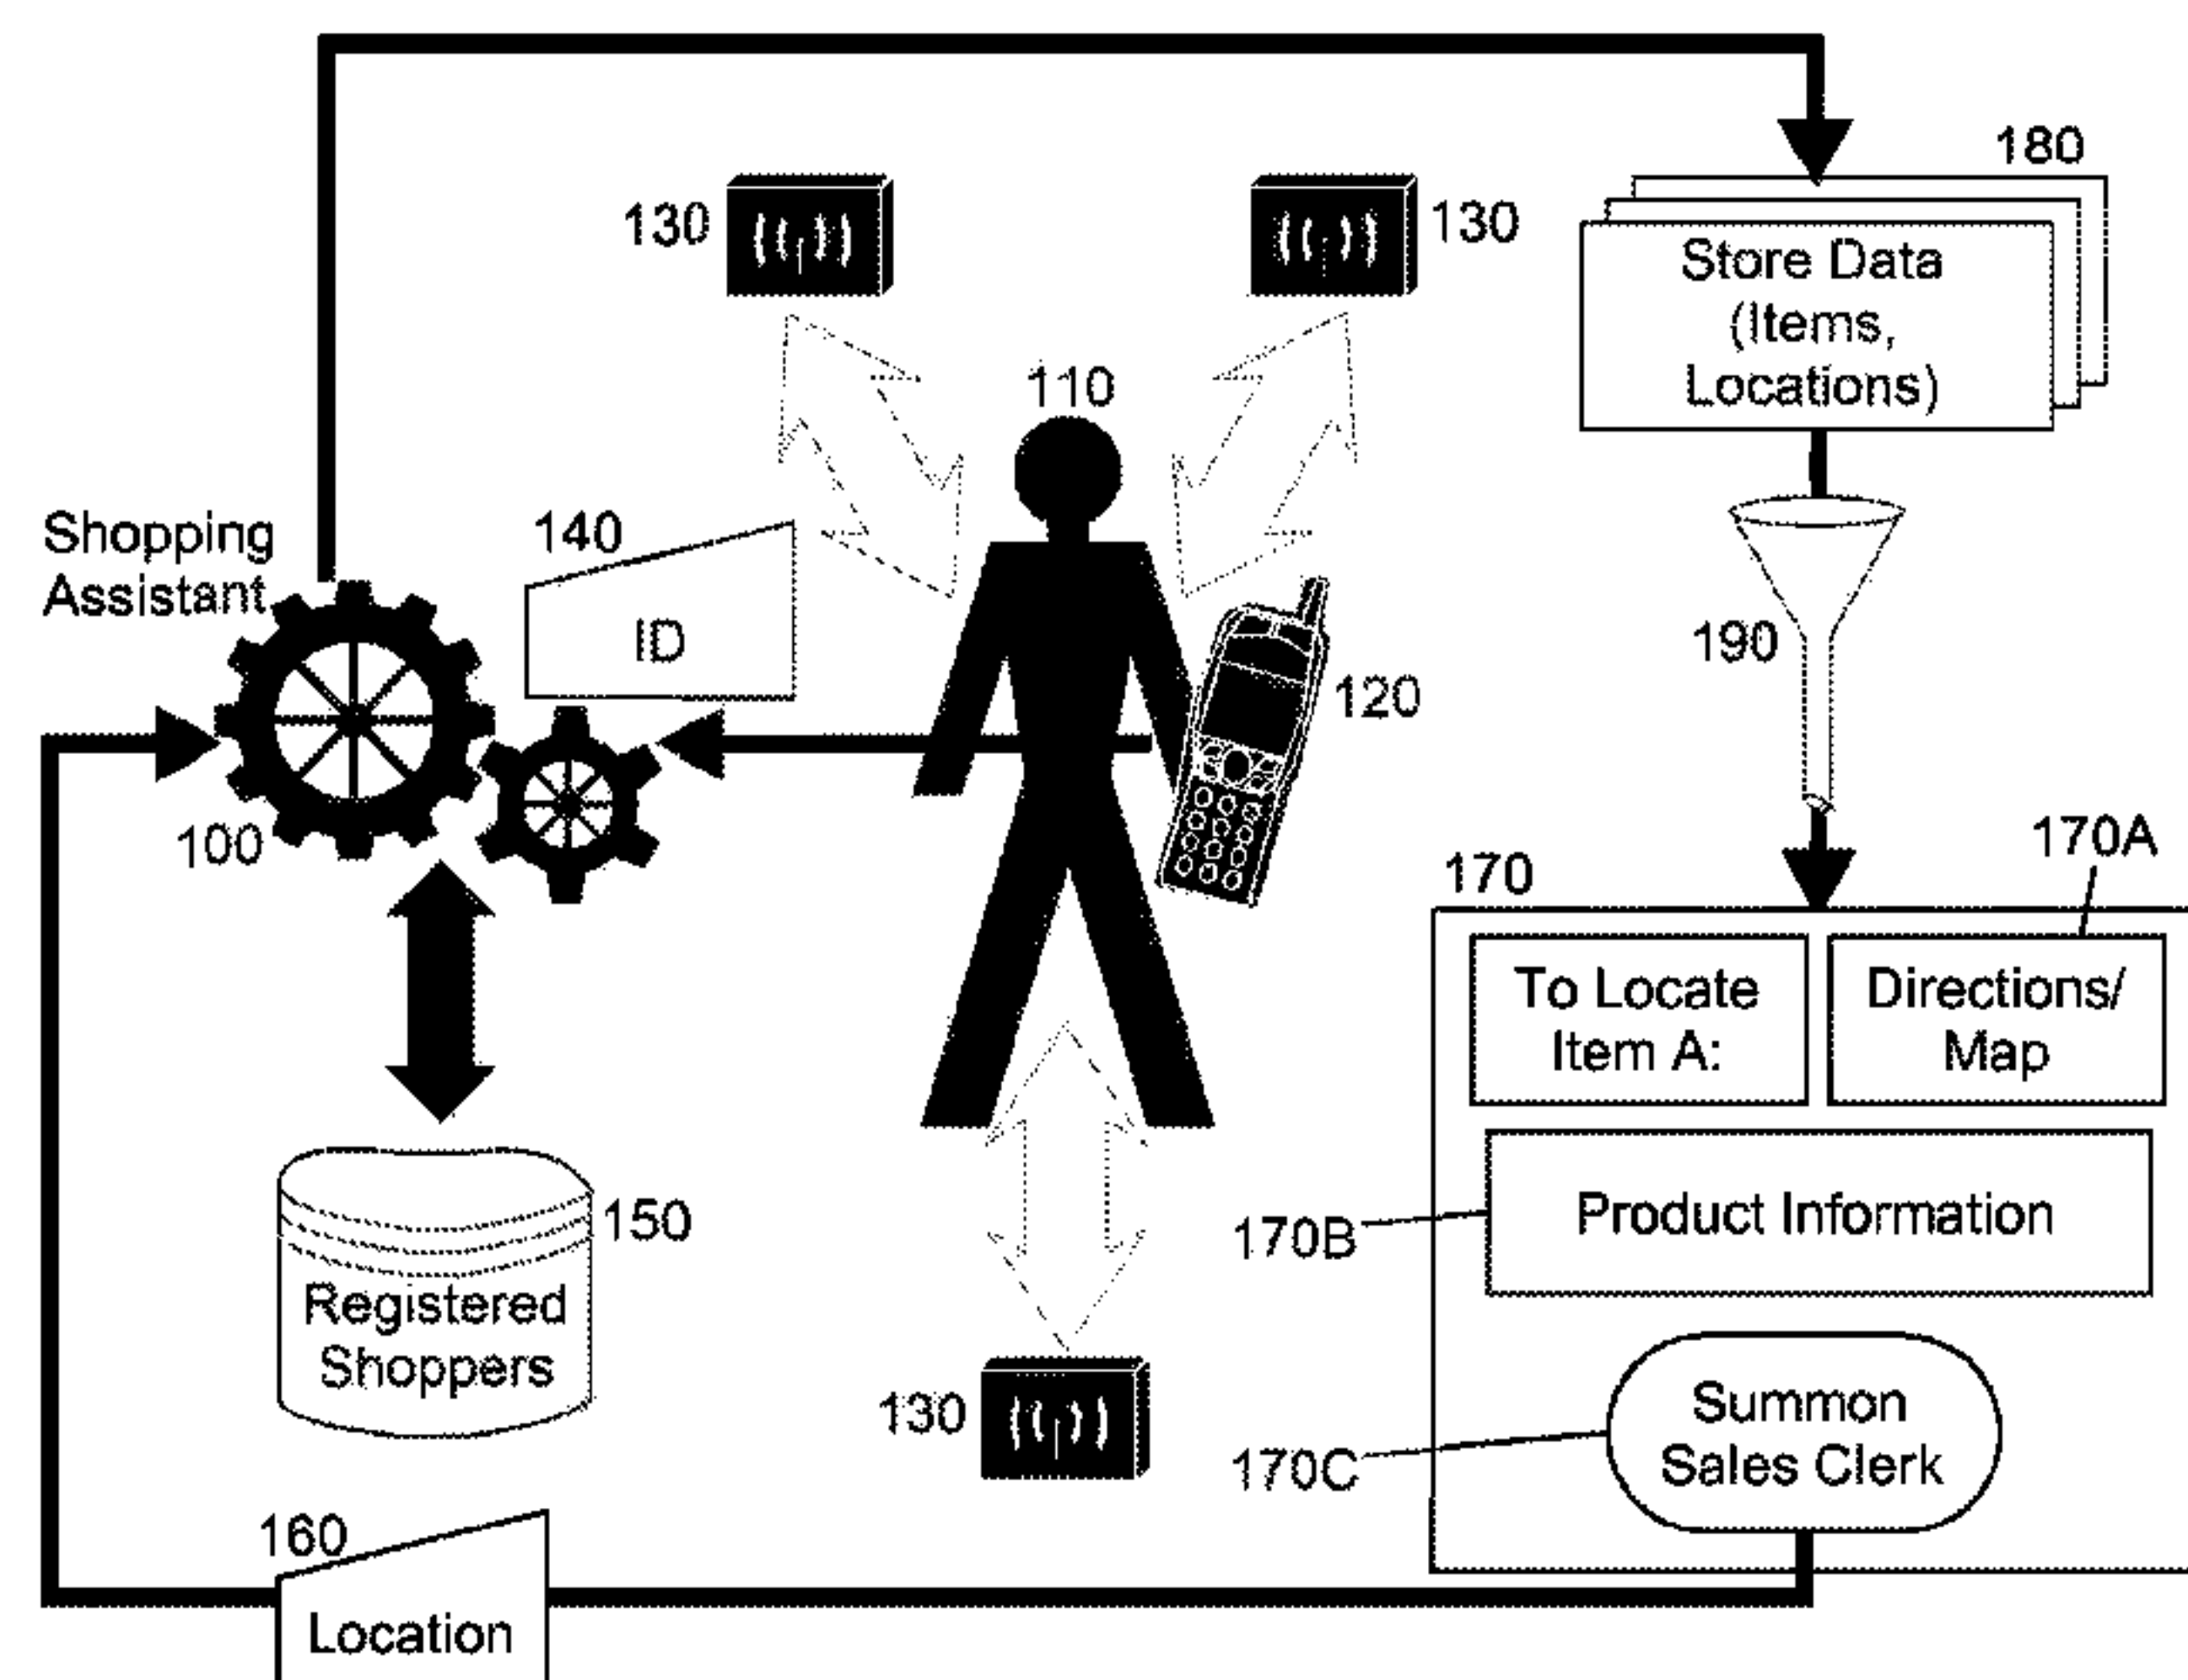 180
130
130
Store Data
(Items,
Locations)
110
Shopping
Assistant
140
ID
190
120
100
170A
170
To Locate
Item A:
Directions/
Map
150
Registered
Shoppers
170B
Product Information
130
Summon
Sales Clerk
170C
160
Location